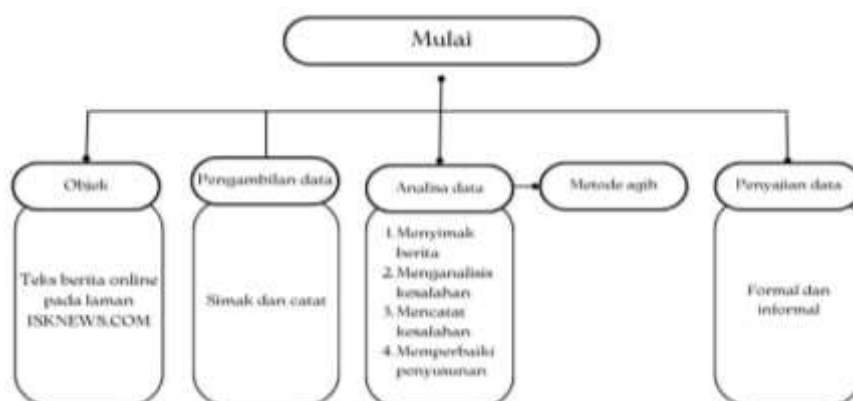 Mulai
Objek
Pengambilan data
Analisa data
Metode agih
Penyajian data
Teks berita online
pada laman
ISKNEWS.COM
Simak dan catat
1. Menyimak
berita
2. Menganalisis
kesalahan
3. Mencatat
kesalahan
4. Memperbaiki
penyusunan
Formal dan
informal